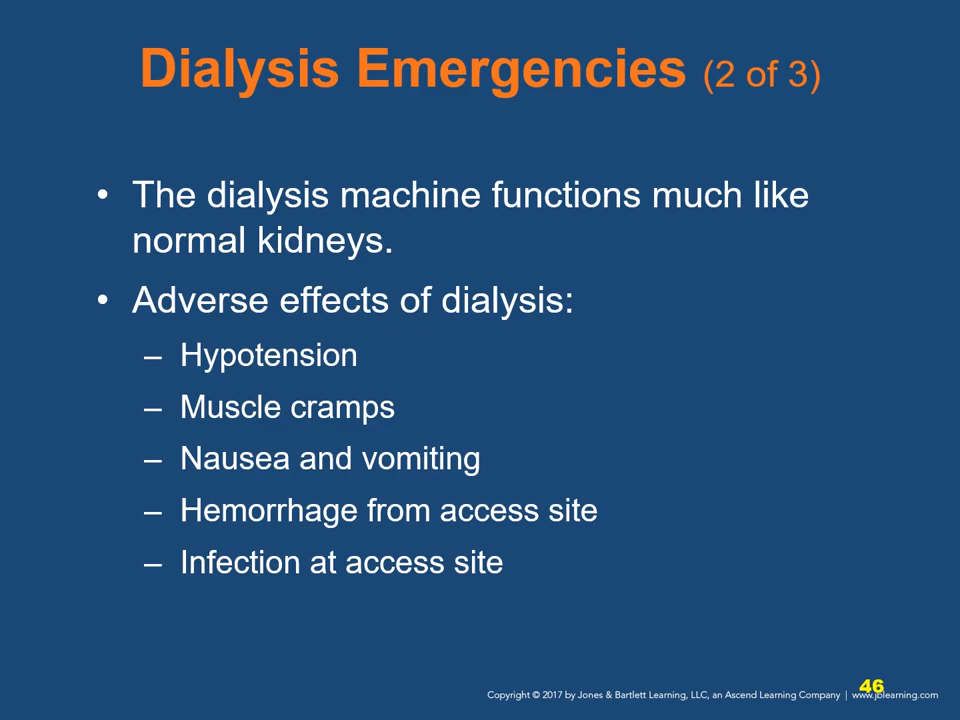 Dialysis Emergencies (2 of 3)
• The dialysis machine functions much like
normal kidneys.
• Adverse effects of dialysis:
– Hypotension
– Muscle cramps
– Nausea and vomiting
– Hemorrhage from access site
– Infection at access site
46
Copyright © 2017 by Jones & Bartlett Learning, LLC, an Ascend Learning Company | www.jblearning.com